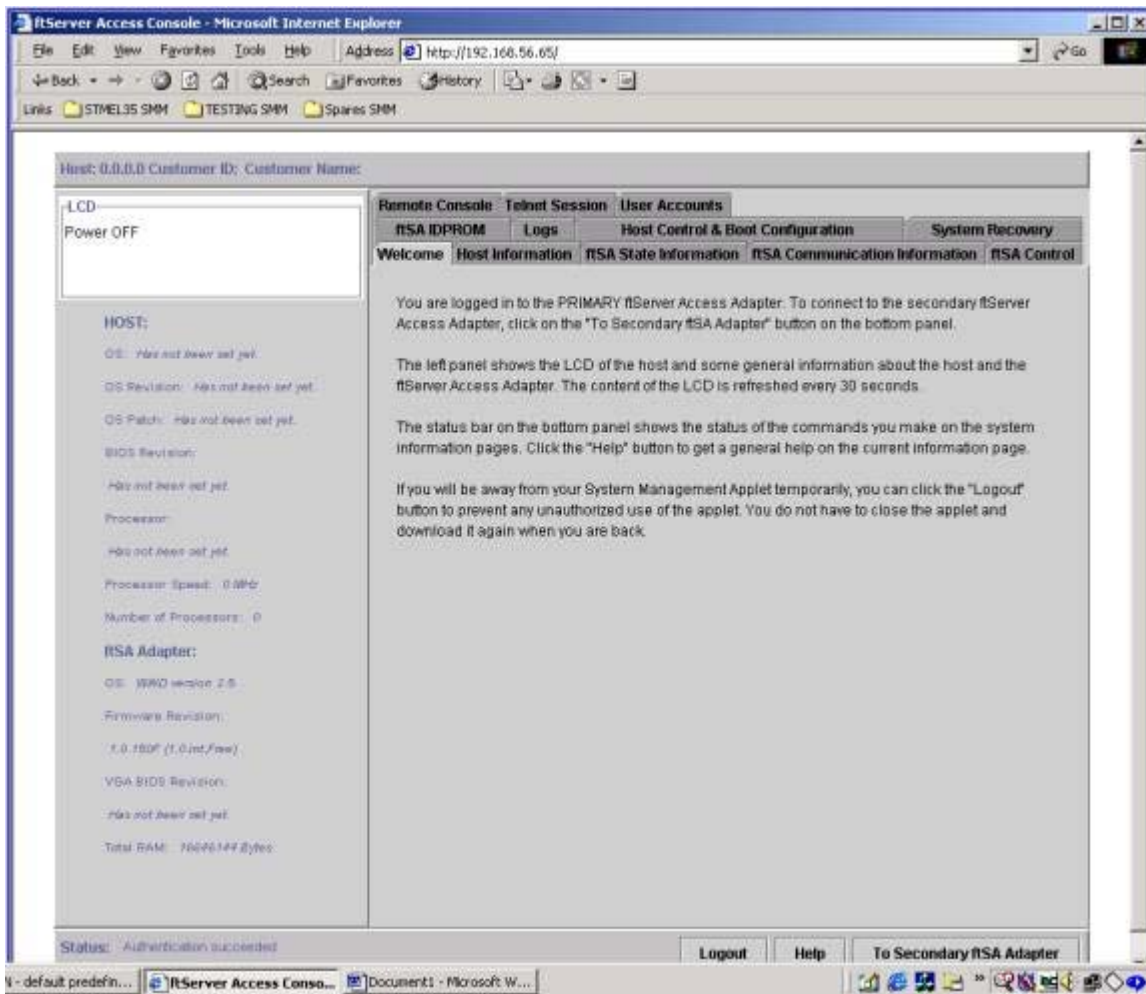 ftServer Access Console - Microsoft Internet Explorer
File Edit View Favorites Tools Help Address http://192.168.56.65/ Go
Back Search Favorites History
Links STMEL35 SMM TESTING SMM Spares SMM
Host: 0.0.0.0 Customer ID: Customer Name:
LCD
Power OFF
HOST:
OS: Has not been set yet.
OS Revision: Has not been set yet.
OS Patch: Has not been set yet.
BIOS Revision:
Has not been set yet.
Processor:
Has not been set yet.
Processor Speed: 0 MHz
Number of Processors: 0
ftSA Adapter:
OS: version 2.5
Firmware Revision:
VGA BIOS Revision:
Has not been set yet.
Total RAM: 16646144 Bytes
Remote Console Telnet Session User Accounts
ftSA IDPROM Logs Host Control & Boot Configuration System Recovery
Welcome Host Information ftSA State Information ftSA Communication Information ftSA Control
You are logged in to the PRIMARY ftServer Access Adapter. To connect to the secondary ftServer
Access Adapter, click on the "To Secondary ftSA Adapter" button on the bottom panel.
The left panel shows the LCD of the host and some general information about the host and the
ftServer Access Adapter. The content of the LCD is refreshed every 30 seconds.
The status bar on the bottom panel shows the status of the commands you make on the system
information pages. Click the "Help" button to get a general help on the current information page.
If you will be away from your System Management Applet temporarily, you can click the "Logout"
button to prevent any unauthorized use of the applet. You do not have to close the applet and
download it again when you are back.
Status: Authentication succeeded
Logout Help To Secondary ftSA Adapter
- default predefin... ftServer Access Conso... Document1 - Microsoft W...